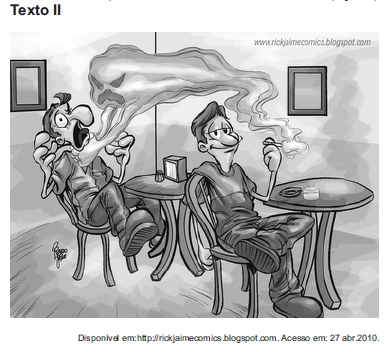 Texto II
www.rickjaimecomics.blogspot.com
Disponível em:http://rickjaimecomics.blogspot.com. Acesso em: 27 abr.2010.